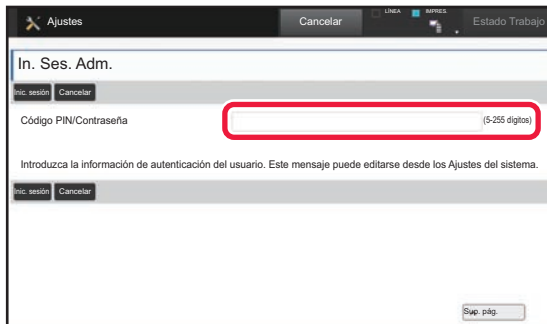 Ajustes Cancelar LÍNEA IMPRES. Estado Trabajo
In. Ses. Adm.
Inic. sesión Cancelar
Código PIN/Contraseña (5-255 dígitos)
Introduzca la información de autenticación del usuario. Este mensaje puede editarse desde los Ajustes del sistema.
Inic. sesión Cancelar
Sup. pág.